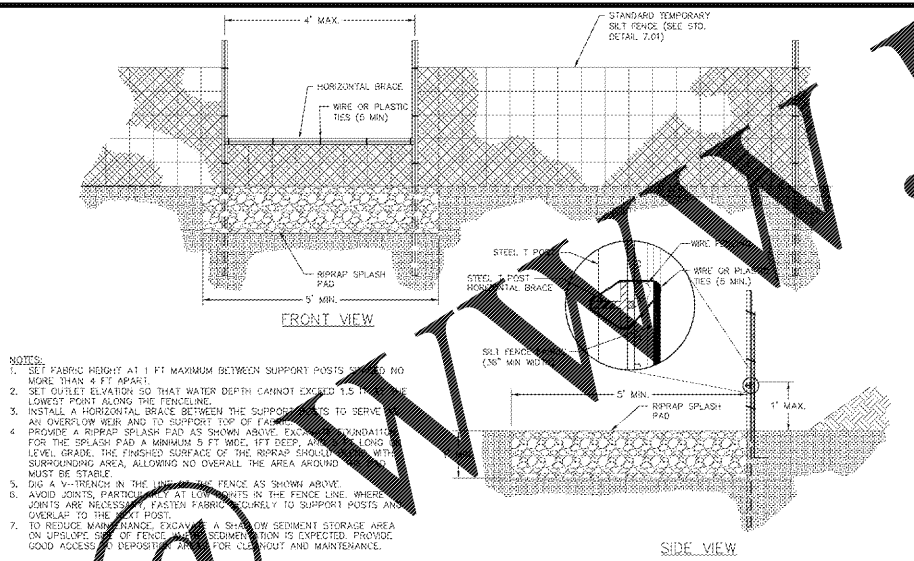 4' MAX.
STANDARD TEMPORARY
SILT FENCE (SEE STD.
DETAIL 7.01)
HORIZONTAL BRACE
WIRE OR PLASTIC
TIES (5 MIN)
RIPRAP SPLASH
PAD
5' MIN.
FRONT VIEW
STEEL T POST
STEEL T POST
HORIZONTAL BRACE
SILT FENCE
(36" MIN WIDTH)
WIRE
WIRE OR PLASTIC
TIES (5 MIN.)
5' MIN.
RIPRAP SPLASH
PAD
1' MAX.
SIDE VIEW
NOTES:
1. SET FABRIC HEIGHT AT 1 FT MAXIMUM BETWEEN SUPPORT POSTS NO
MORE THAN 4 FT APART.
2. SET OUTLET ELVATION SO THAT WATER DEPTH CANNOT EXCEED 1.5
LOWEST POINT ALONG THE FENCELINE.
3. INSTALL A HORIZONTAL BRACE BETWEEN THE SUPPORT POSTS TO SERVE
AN OVERFLOW WEIR AND TO SUPPORT TOP OF FABRIC
4 PROVIDE A RIPRAP SPLASH PAD AS SHOWN ABOVE. EXCAVATE FOUNDATION
FOR THE SPLASH PAD A MINIMUM 5 FT WIDE, 1FT DEEP, AND LONG
LEVEL GRADE. THE FINISHED SURFACE OF THE RIPRAP SHOULD WITH
SURROUNDING AREA, ALLOWING NO OVERALL THE AREA AROUND THE
MUST BE STABLE.
5. DIG A V-TRENCH IN THE LINE OF THE FENCE AS SHOWN ABOVE.
6. AVOID JOINTS, PARTICULARLY AT LOW POINTS IN THE FENCE LINE. WHERE
JOINTS ARE NECESSARY, FASTEN FABRIC SECURELY TO SUPPORT POSTS AND
OVERLAP TO THE NEXT POST.
7. TO REDUCE MAINTENANCE, EXCAVATE A SHALLOW SEDIMENT STORAGE AREA
ON UPSLOPE SIDE OF FENCE WHERE SEDIMENTATION IS EXPECTED. PROVIDE
GOOD ACCESS TO DEPOSITION AREAS FOR CLEANOUT AND MAINTENANCE.
WWW